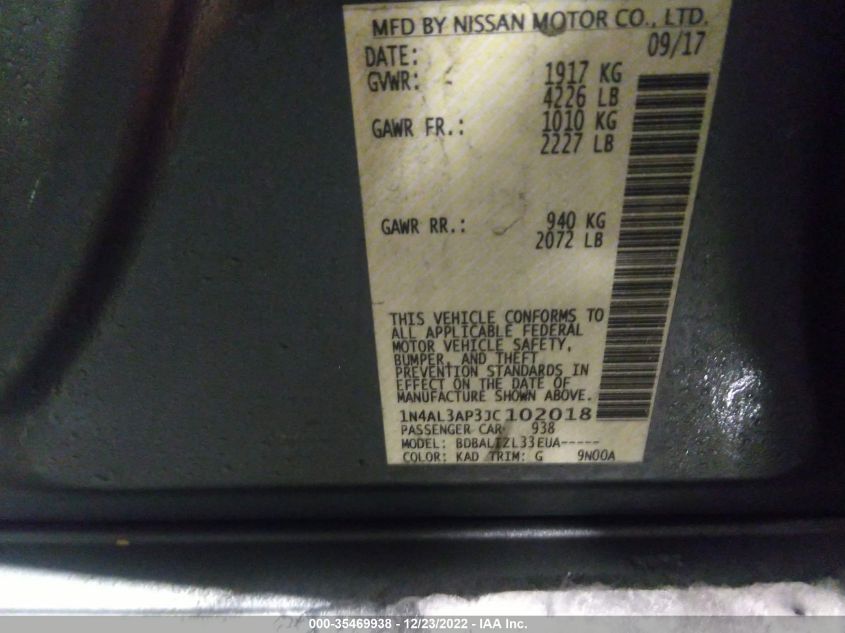 MFD BY NISSAN MOTOR CO., LTD.
DATE: 09/17
GVWR: 1917 KG
4226 LB
GAWR FR.: 1010 KG
2227 LB
GAWR RR.: 940 KG
2072 LB
THIS VEHICLE CONFORMS TO
ALL APPLICABLE FEDERAL
MOTOR VEHICLE SAFETY,
BUMPER, AND THEFT
PREVENTION STANDARDS IN
EFFECT ON THE DATE OF
MANUFACTURE SHOWN ABOVE.
1N4AL3AP3JC102018
PASSENGER CAR 938
MODEL: BDBALIZL33EUA-----
COLOR: KAD TRIM: G 9N00A
000-35469938 - 12/23/2022 - IAA Inc.